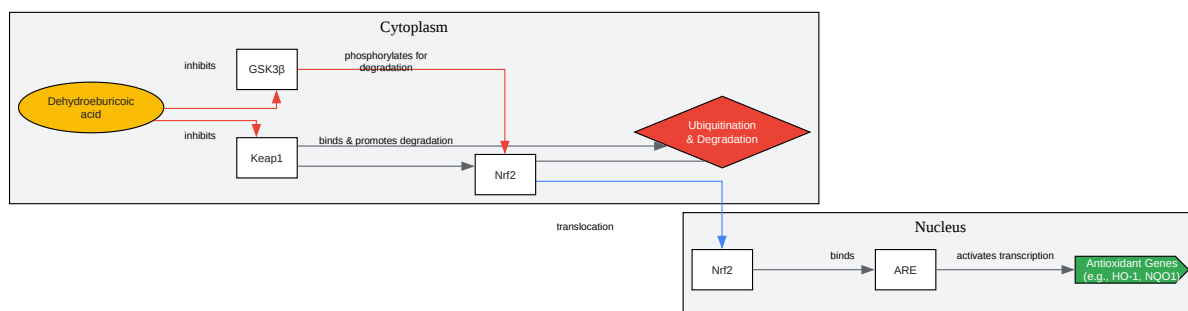 Cytoplasm
inhibits
GSK3β
phosphorylates for
degradation
Dehydroeburicoic
acid
inhibits
Keap1
binds & promotes degradation
Ubiquitination
& Degradation
Nrf2
translocation
Nucleus
Nrf2
binds
ARE
activates transcription
Antioxidant Genes
(e.g., HO-1, NQO1)